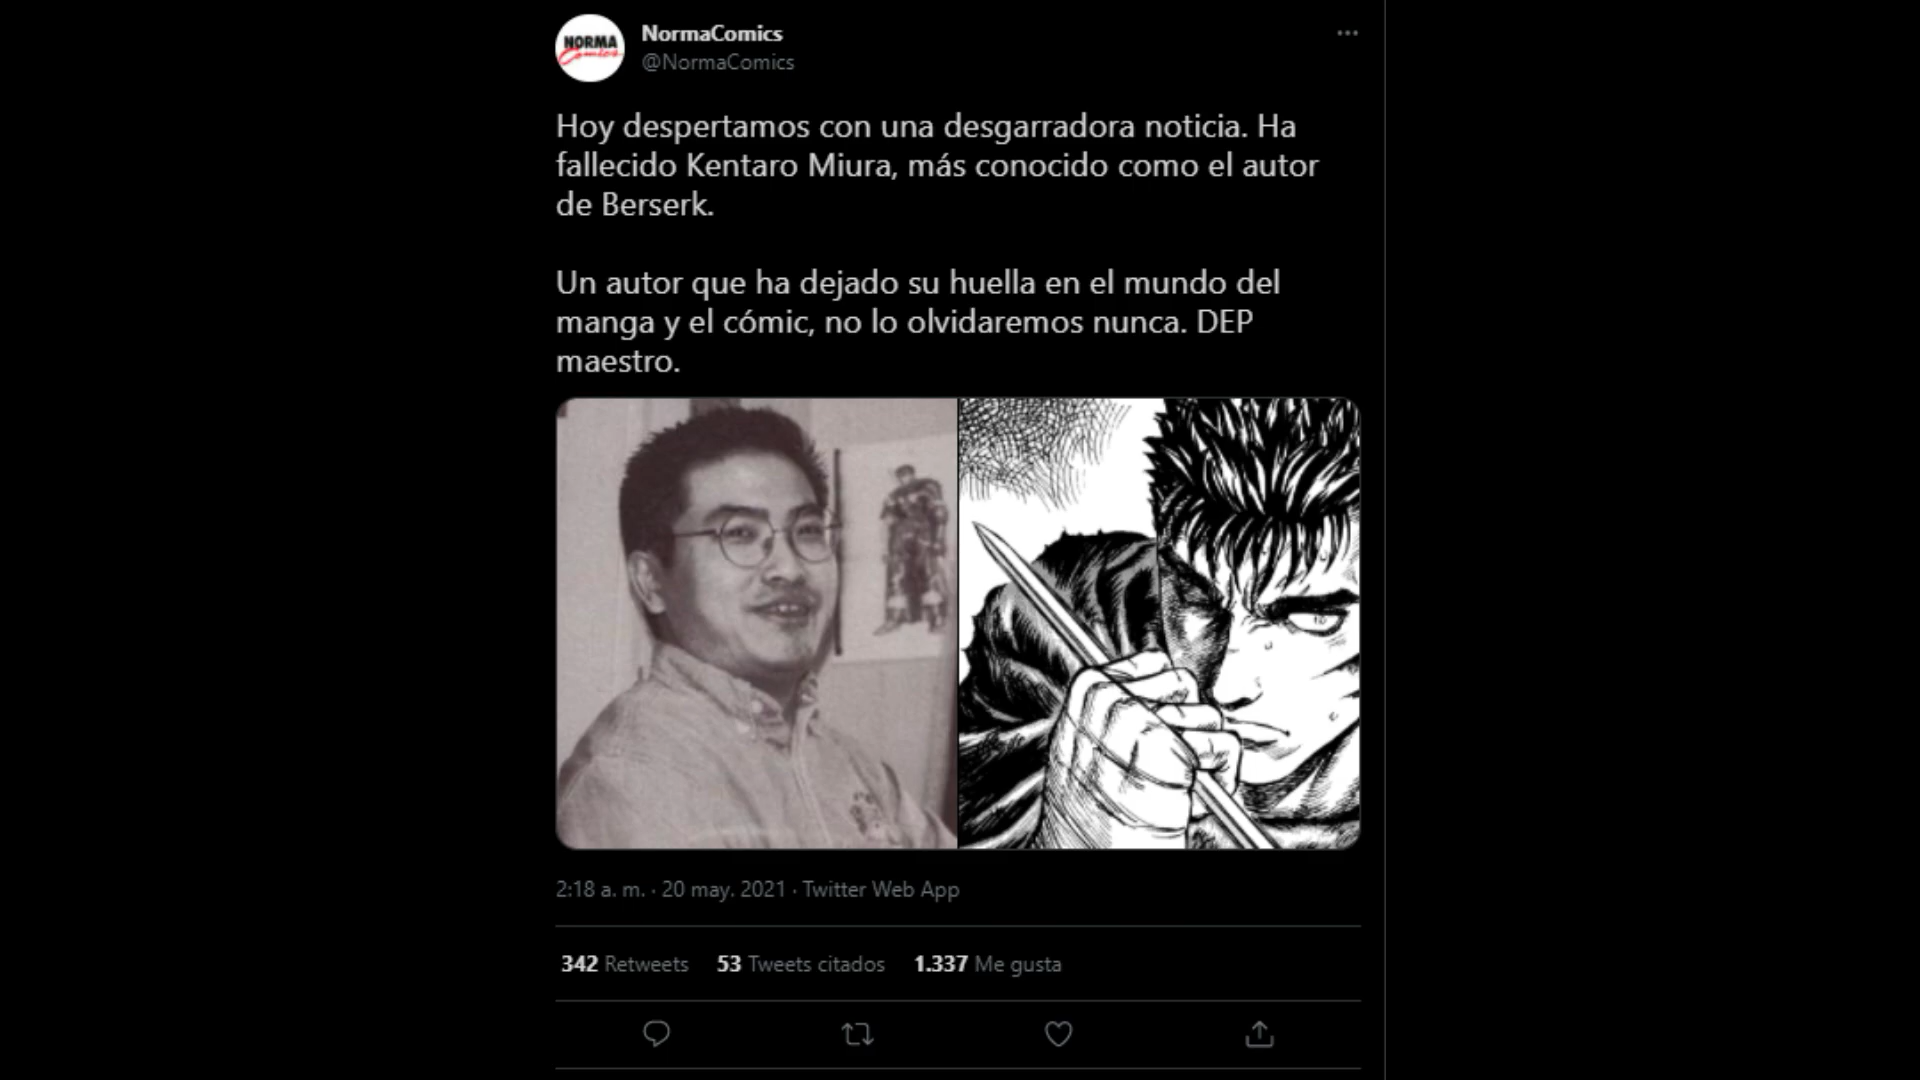 NORMA
Comics
NormaComics
@NormaComics
Hoy despertamos con una desgarradora noticia. Ha
fallecido Kentaro Miura, más conocido como el autor
de Berserk.
Un autor que ha dejado su huella en el mundo del
manga y el cómic, no lo olvidaremos nunca. DEP
maestro.
2:18 a. m. · 20 may. 2021 · Twitter Web App
342 Retweets 53 Tweets citados 1.337 Me gusta